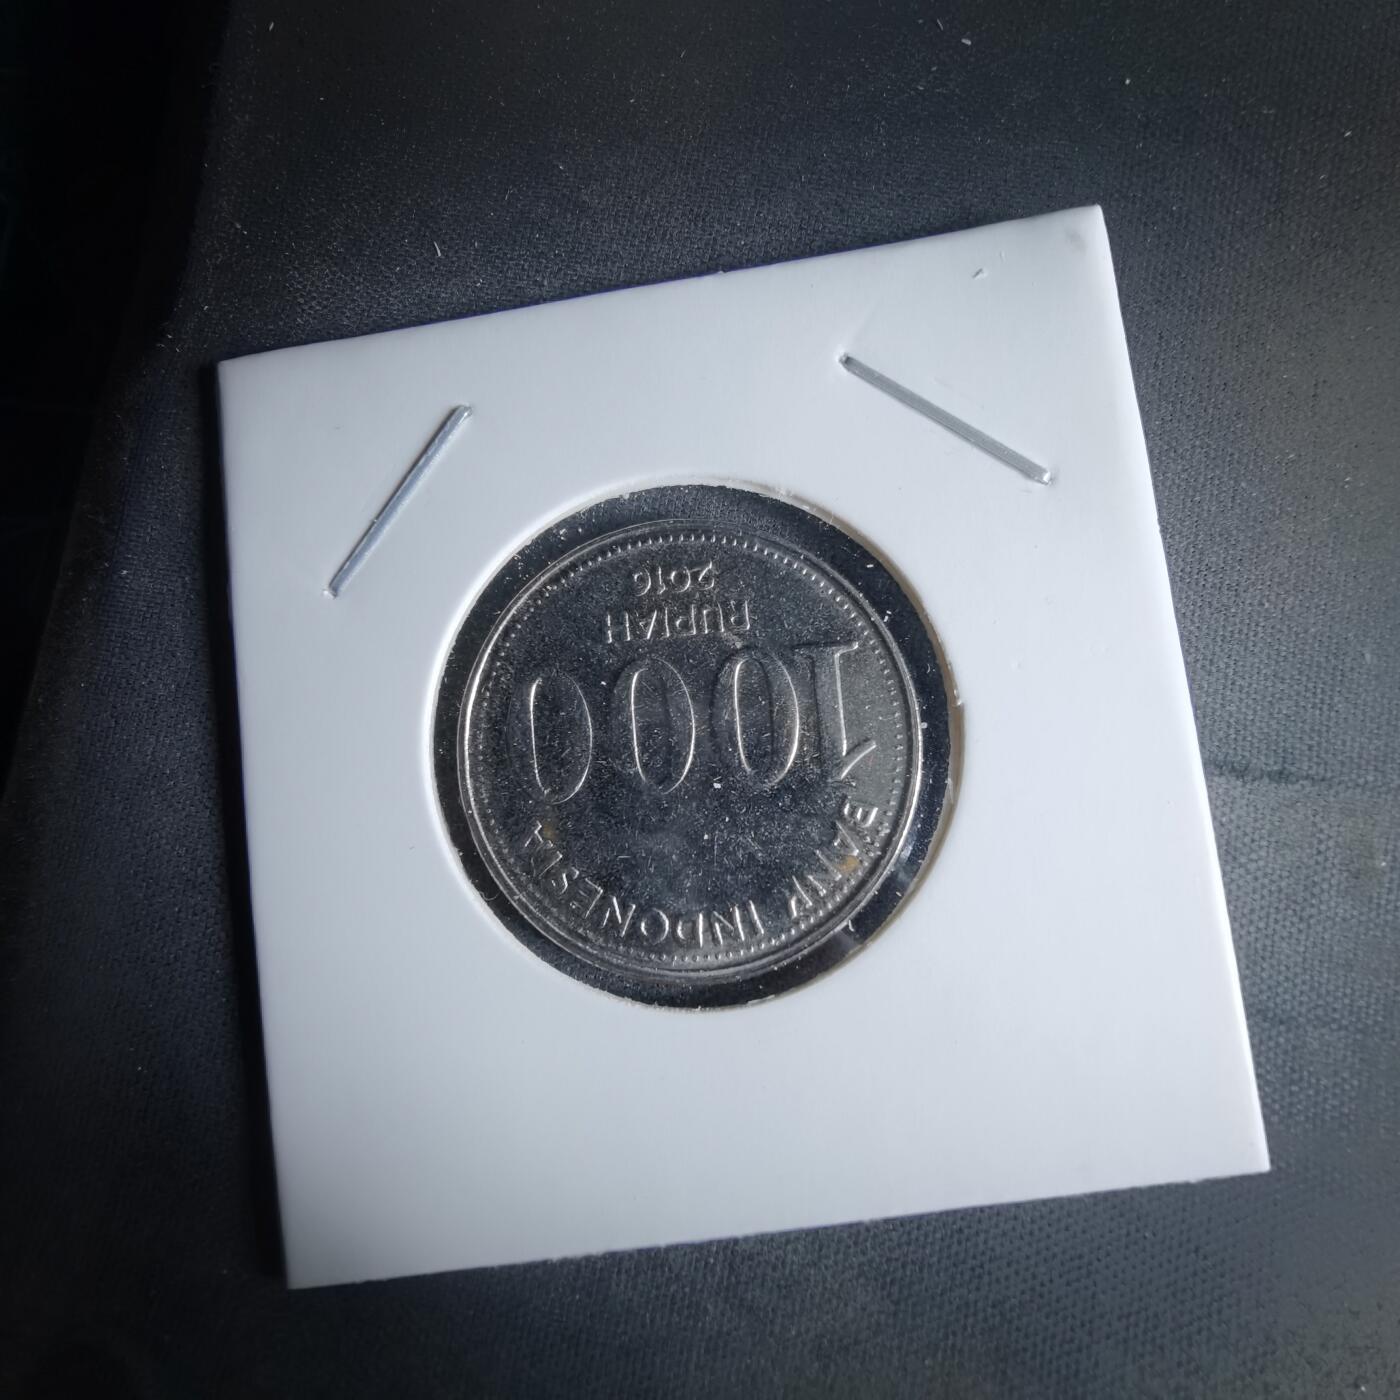 BANK INDONESIA
1000
RUPIAH
2016